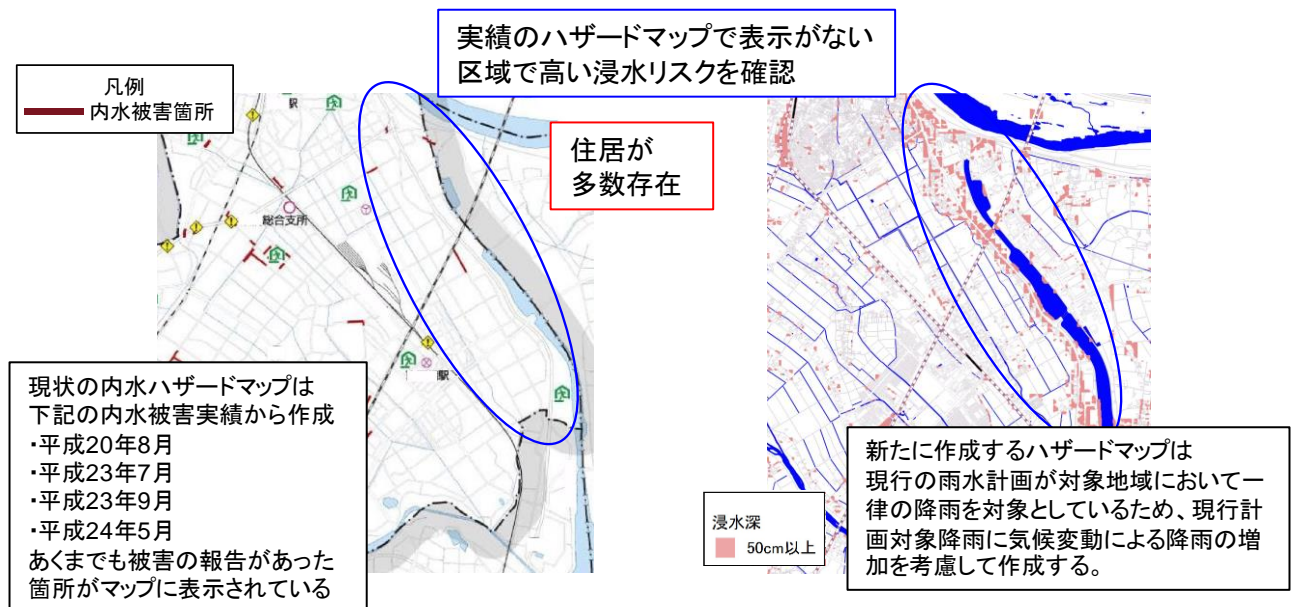 実績のハザードマップで表示がない
区域で高い浸水リスクを確認
凡例
内水被害箇所
駅
住居が
多数存在
総合支所
駅
現状の内水ハザードマップは
下記の内水被害実績から作成
・平成20年8月
・平成23年7月
・平成23年9月
・平成24年5月
あくまでも被害の報告があった
箇所がマップに表示されている
浸水深
50cm以上
新たに作成するハザードマップは
現行の雨水計画が対象地域において一
律の降雨を対象としているため、現行計
画対象降雨に気候変動による降雨の増
加を考慮して作成する。